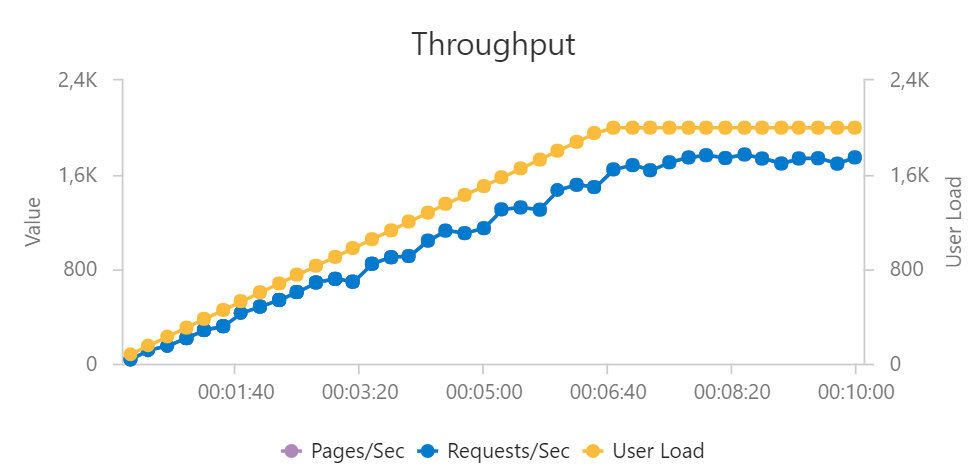 Throughput
2,4K 2,4K
1,6K 1,6K
Value User Load
800 800
0 0
00:01:40 00:03:20 00:05:00 00:06:40 00:08:20 00:10:00
Pages/Sec Requests/Sec User Load